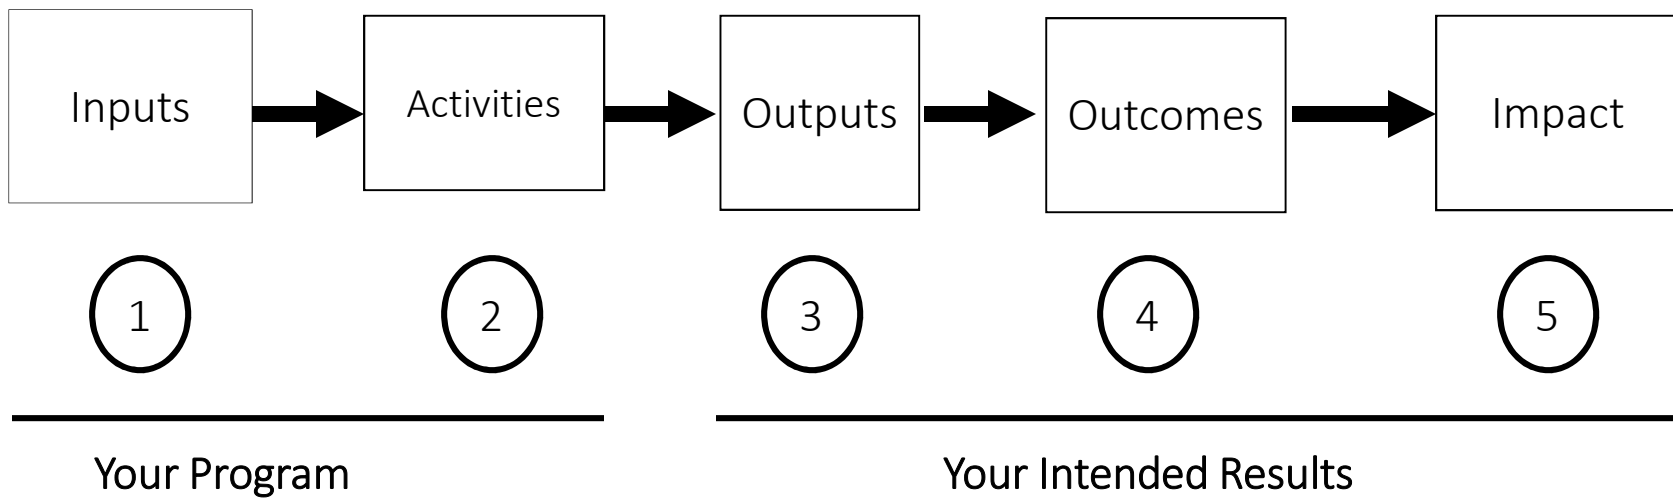 Inputs
Activities
Outputs
Outcomes
Impact
1
2
3
4
5
Your Program
Your Intended Results